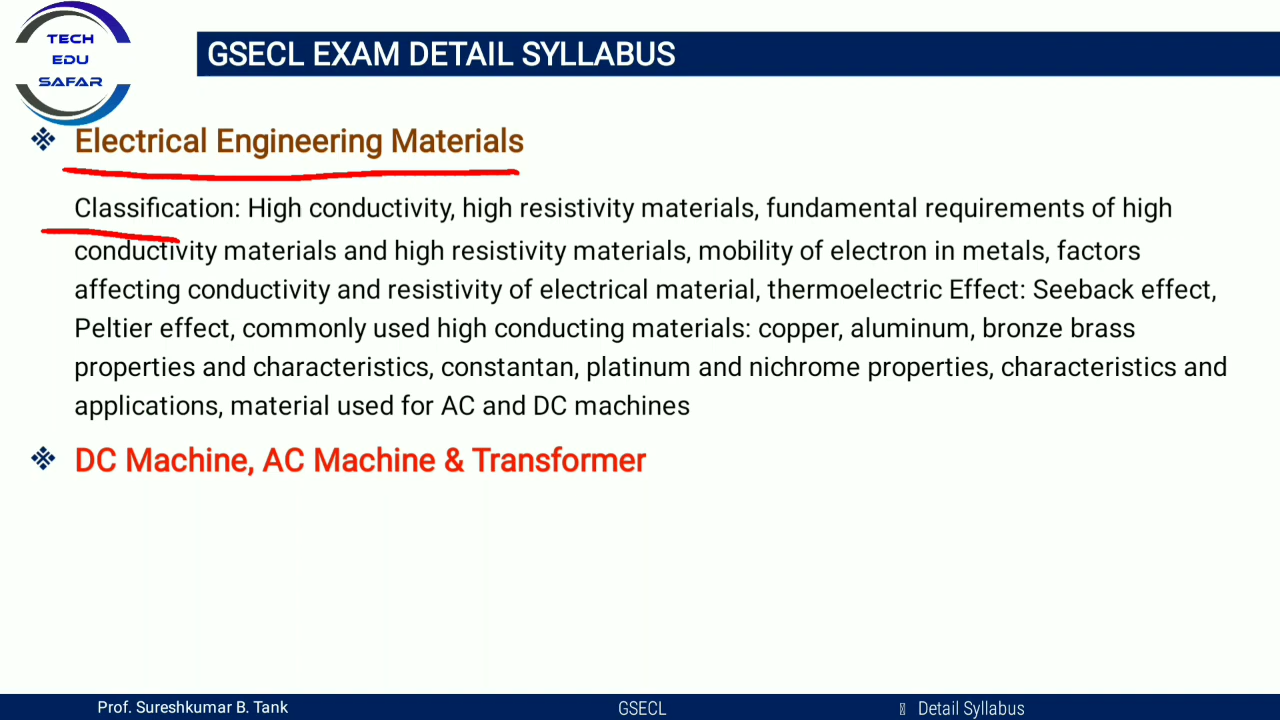 TECH
EDU
SAFAR
GSECL EXAM DETAIL SYLLABUS
Electrical Engineering Materials
Classification: High conductivity, high resistivity materials, fundamental requirements of high
conductivity materials and high resistivity materials, mobility of electron in metals, factors
affecting conductivity and resistivity of electrical material, thermoelectric Effect: Seeback effect,
Peltier effect, commonly used high conducting materials: copper, aluminum, bronze brass
properties and characteristics, constantan, platinum and nichrome properties, characteristics and
applications, material used for AC and DC machines
DC Machine, AC Machine & Transformer
Prof. Sureshkumar B. Tank
GSECL
Detail Syllabus